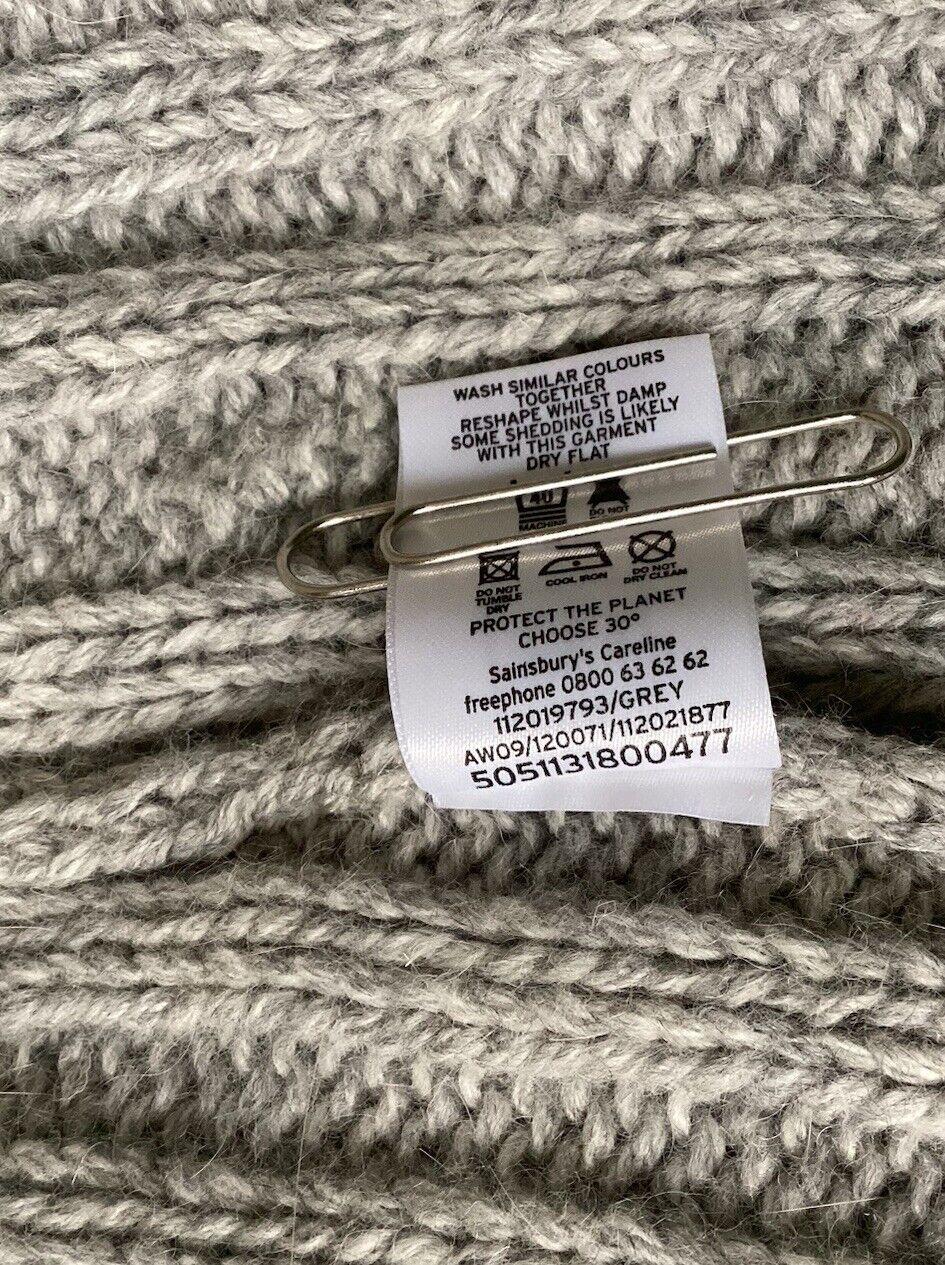 WASH SIMILAR COLOURS
TOGETHER
RESHAPE WHILST DAMP
SOME SHEDDING IS LIKELY
WITH THIS GARMENT
DRY FLAT
40
MACHINE DO NOT
DO NOT
TUMBLE
DRY
COOL IRON
DO NOT
DRY CLEAN
PROTECT THE PLANET
CHOOSE 30°
Sainsbury's Careline
freephone 0800 63 62 62
112019793/GREY
AW09/120071/112021877
5051131800477